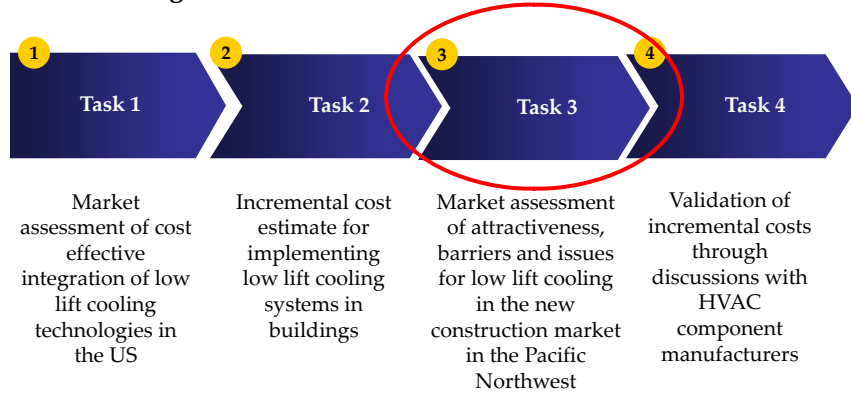 1
Task 1
2
Task 2
3
Task 3
4
Task 4
Market
assessment of cost
effective
integration of low
lift cooling
technologies in
the US
Incremental cost
estimate for
implementing
low lift cooling
systems in
buildings
Market assessment
of attractiveness,
barriers and issues
for low lift cooling
in the new
construction market
in the Pacific
Northwest
Validation of
incremental costs
through
discussions with
HVAC
component
manufacturers